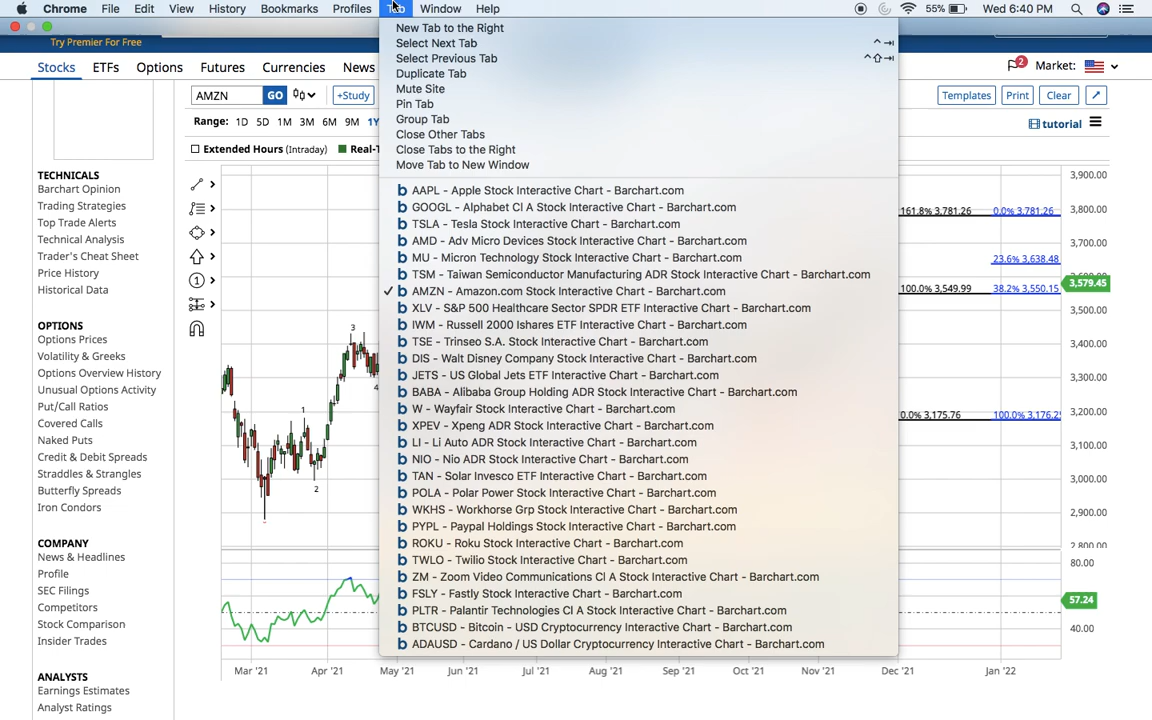 Chrome File Edit View History Bookmarks Profiles Tab Window Help 55% Wed 6:40 PM
Try Premier For Free
Stocks ETFs Options Futures Currencies News 2 Market:
AMZN GO +Study Templates Print Clear
Range: 1D 5D 1M 3M 6M 9M 1Y tutorial
Extended Hours (Intraday) Real-T
New Tab to the Right
Select Next Tab
Select Previous Tab
Duplicate Tab
Mute Site
Pin Tab
Group Tab
Close Other Tabs
Close Tabs to the Right
Move Tab to New Window
AAPL - Apple Stock Interactive Chart - Barchart.com
GOOGL - Alphabet Cl A Stock Interactive Chart - Barchart.com
TSLA - Tesla Stock Interactive Chart - Barchart.com
AMD - Adv Micro Devices Stock Interactive Chart - Barchart.com
MU - Micron Technology Stock Interactive Chart - Barchart.com
TSM - Taiwan Semiconductor Manufacturing ADR Stock Interactive Chart - Barchart.com
AMZN - Amazon.com Stock Interactive Chart - Barchart.com
XLV - S&P 500 Healthcare Sector SPDR ETF Interactive Chart - Barchart.com
IWM - Russell 2000 Ishares ETF Interactive Chart - Barchart.com
TSE - Trinseo S.A. Stock Interactive Chart - Barchart.com
DIS - Walt Disney Company Stock Interactive Chart - Barchart.com
JETS - US Global Jets ETF Interactive Chart - Barchart.com
BABA - Alibaba Group Holding ADR Stock Interactive Chart - Barchart.com
W - Wayfair Stock Interactive Chart - Barchart.com
XPEV - Xpeng ADR Stock Interactive Chart - Barchart.com
LI - Li Auto ADR Stock Interactive Chart - Barchart.com
NIO - Nio ADR Stock Interactive Chart - Barchart.com
TAN - Solar Invesco ETF Interactive Chart - Barchart.com
POLA - Polar Power Stock Interactive Chart - Barchart.com
WKHS - Workhorse Grp Stock Interactive Chart - Barchart.com
PYPL - Paypal Holdings Stock Interactive Chart - Barchart.com
ROKU - Roku Stock Interactive Chart - Barchart.com
TWLO - Twilio Stock Interactive Chart - Barchart.com
ZM - Zoom Video Communications Cl A Stock Interactive Chart - Barchart.com
FSLY - Fastly Stock Interactive Chart - Barchart.com
PLTR - Palantir Technologies Cl A Stock Interactive Chart - Barchart.com
BTCUSD - Bitcoin - USD Cryptocurrency Interactive Chart - Barchart.com
ADAUSD - Cardano / US Dollar Cryptocurrency Interactive Chart - Barchart.com
TECHNICALS
Barchart Opinion
Trading Strategies
Top Trade Alerts
Technical Analysis
Trader's Cheat Sheet
Price History
Historical Data
OPTIONS
Options Prices
Volatility & Greeks
Options Overview History
Unusual Options Activity
Put/Call Ratios
Covered Calls
Naked Puts
Credit & Debit Spreads
Straddles & Strangles
Butterfly Spreads
Iron Condors
COMPANY
News & Headlines
Profile
SEC Filings
Competitors
Stock Comparison
Insider Trades
ANALYSTS
Earnings Estimates
Analyst Ratings
1
3
1
4
2
161.8% 3,781.26 0.0% 3,781.26
23.6% 3,638.48
100.0% 3,549.99 38.2% 3,550.15
0.0% 3,175.76 100.0% 3,176.2
3,900.00
3,800.00
3,700.00
3,579.45
3,500.00
3,400.00
3,300.00
3,200.00
3,100.00
3,000.00
2,900.00
2,800.00
80.00
57.24
40.00
Mar '21 Apr '21 May '21 Jun '21 Jul '21 Aug '21 Sep '21 Oct '21 Nov '21 Dec '21 Jan '22